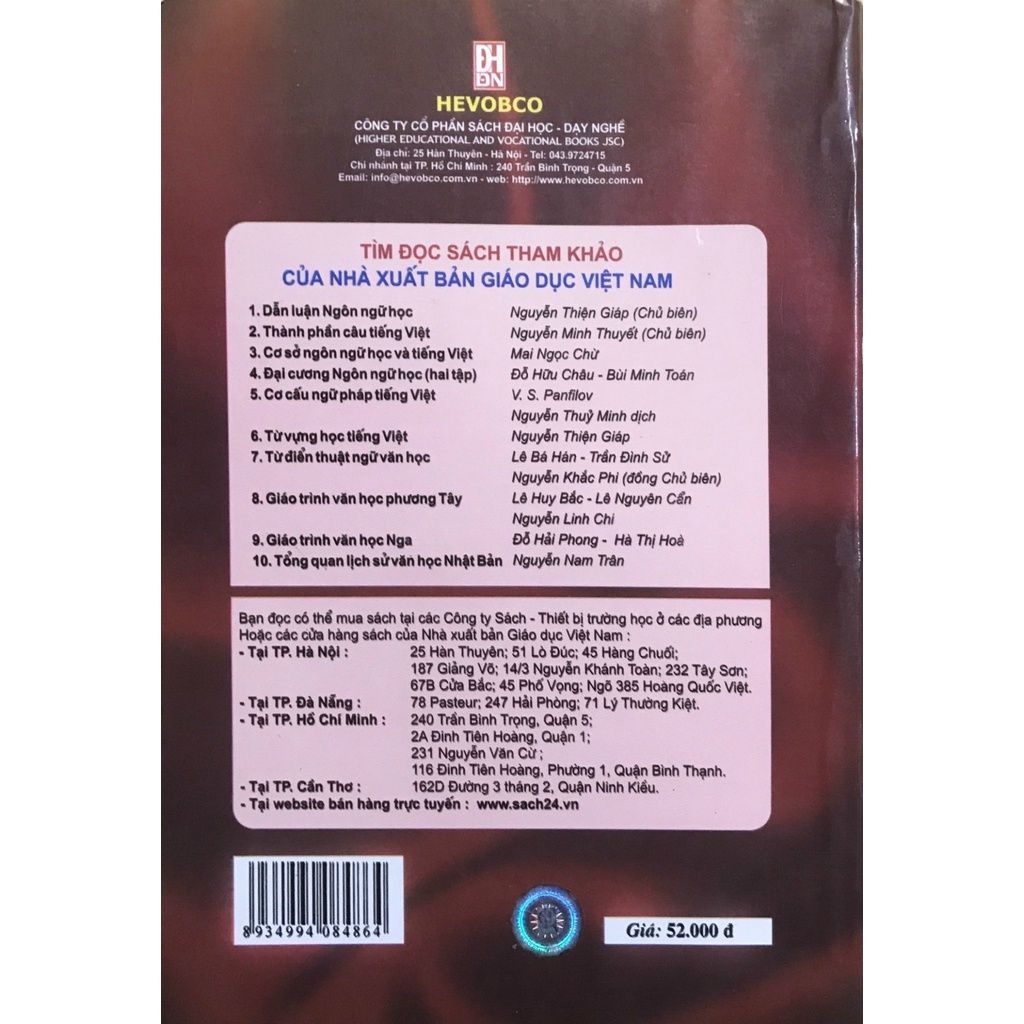 ĐH
DN
HEVOBCO
CÔNG TY CỔ PHẦN SÁCH ĐẠI HỌC - DẠY NGHỀ
(HIGHER EDUCATIONAL AND VOCATIONAL BOOKS .JSC)
Địa chỉ: 25 Hàn Thuyên - Hà Nội - Tel: 043.9724715
Chi nhánh tại TP. Hồ Chí Minh : 240 Trần Bình Trọng - Quận 5
Email: info@hevobco.com.vn - web: http://www.hevobco.com.vn
TÌM ĐỌC SÁCH THAM KHẢO
CỦA NHÀ XUẤT BẢN GIÁO DỤC VIỆT NAM
1. Dẫn luận Ngôn ngữ học Nguyễn Thiện Giáp (Chủ biên)
2. Thành phần câu tiếng Việt Nguyễn Minh Thuyết (Chủ biên)
3. Cơ sở ngôn ngữ học và tiếng Việt Mai Ngọc Chừ
4. Đại cương Ngôn ngữ học (hai tập) Đỗ Hữu Châu - Bùi Minh Toán
5. Cơ cấu ngữ pháp tiếng Việt V. S. Panfilov
Nguyễn Thuỷ Minh dịch
6. Từ vựng học tiếng Việt Nguyễn Thiện Giáp
7. Từ điển thuật ngữ văn học Lê Bá Hán - Trần Đình Sử
Nguyễn Khắc Phi (đồng Chủ biên)
8. Giáo trình văn học phương Tây Lê Huy Bắc - Lê Nguyên Cẩn
Nguyễn Linh Chi
9. Giáo trình văn học Nga Đỗ Hải Phong - Hà Thị Hoà
10. Tổng quan lịch sử văn học Nhật Bản Nguyễn Nam Trân
Bạn đọc có thể mua sách tại các Công ty Sách - Thiết bị trường học ở các địa phương
Hoặc các cửa hàng sách của Nhà xuất bản Giáo dục Việt Nam :
- Tại TP. Hà Nội : 25 Hàn Thuyên; 51 Lò Đúc; 45 Hàng Chuối;
187 Giảng Võ; 14/3 Nguyễn Khánh Toàn; 232 Tây Sơn;
67B Cửa Bắc; 45 Phố Vọng; Ngõ 385 Hoàng Quốc Việt.
- Tại TP. Đà Nẵng : 78 Pasteur; 247 Hải Phòng; 71 Lý Thường Kiệt.
- Tại TP. Hồ Chí Minh : 240 Trần Bình Trọng, Quận 5;
2A Đinh Tiên Hoàng, Quận 1;
231 Nguyễn Văn Cừ ;
116 Đinh Tiên Hoàng, Phường 1, Quận Bình Thạnh.
- Tại TP. Cần Thơ : 162D Đường 3 tháng 2, Quận Ninh Kiều.
- Tại website bán hàng trực tuyến : www.sach24.vn
8 934994 084864
Giá: 52.000 đ